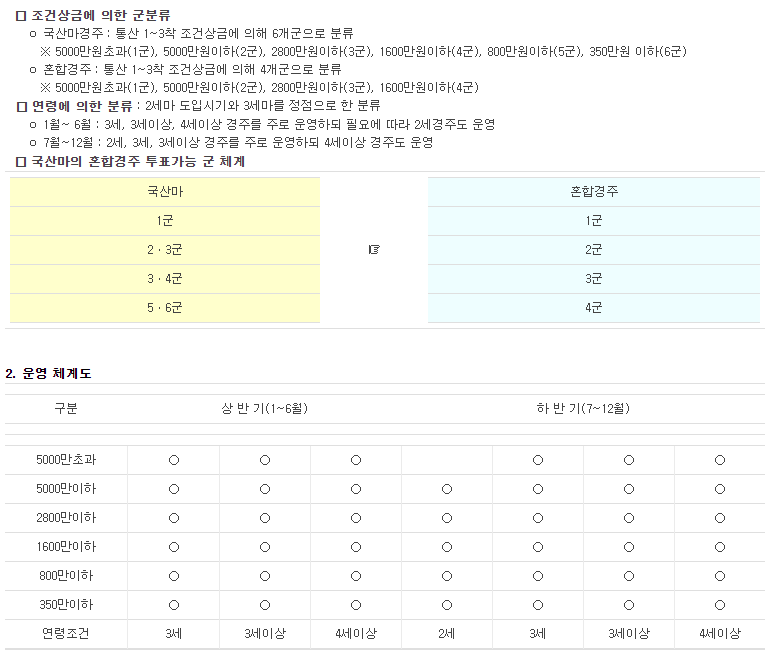 □ 조건상금에 의한 군분류
○ 국산마경주 : 통산 1~3착 조건상금에 의해 6개군으로 분류
※ 5000만원초과(1군), 5000만원이하(2군), 2800만원이하(3군), 1600만원이하(4군), 800만원이하(5군), 350만원 이하(6군)
○ 혼합경주 : 통산 1~3착 조건상금에 의해 4개군으로 분류
※ 5000만원초과(1군), 5000만원이하(2군), 2800만원이하(3군), 1600만원이하(4군)
□ 연령에 의한 분류 : 2세마 도입시기와 3세마를 정점으로 한 분류
○ 1월~ 6월 : 3세, 3세이상, 4세이상 경주를 주로 운영하되 필요에 따라 2세경주도 운영
○ 7월~12월 : 2세, 3세, 3세이상 경주를 주로 운영하되 4세이상 경주도 운영
□ 국산마의 혼합경주 투표가능 군 체계
국산마 혼합경주
1군 1군
2ㆍ3군 ☞ 2군
3ㆍ4군 3군
5ㆍ6군 4군
2. 운영 체계도
구분 상 반 기(1~6월) 하 반 기(7~12월)
5000만초과 ○ ○ ○ ○ ○ ○
5000만이하 ○ ○ ○ ○ ○ ○ ○
2800만이하 ○ ○ ○ ○ ○ ○ ○
1600만이하 ○ ○ ○ ○ ○ ○ ○
800만이하 ○ ○ ○ ○ ○ ○ ○
350만이하 ○ ○ ○ ○ ○ ○ ○
연령조건 3세 3세이상 4세이상 2세 3세 3세이상 4세이상